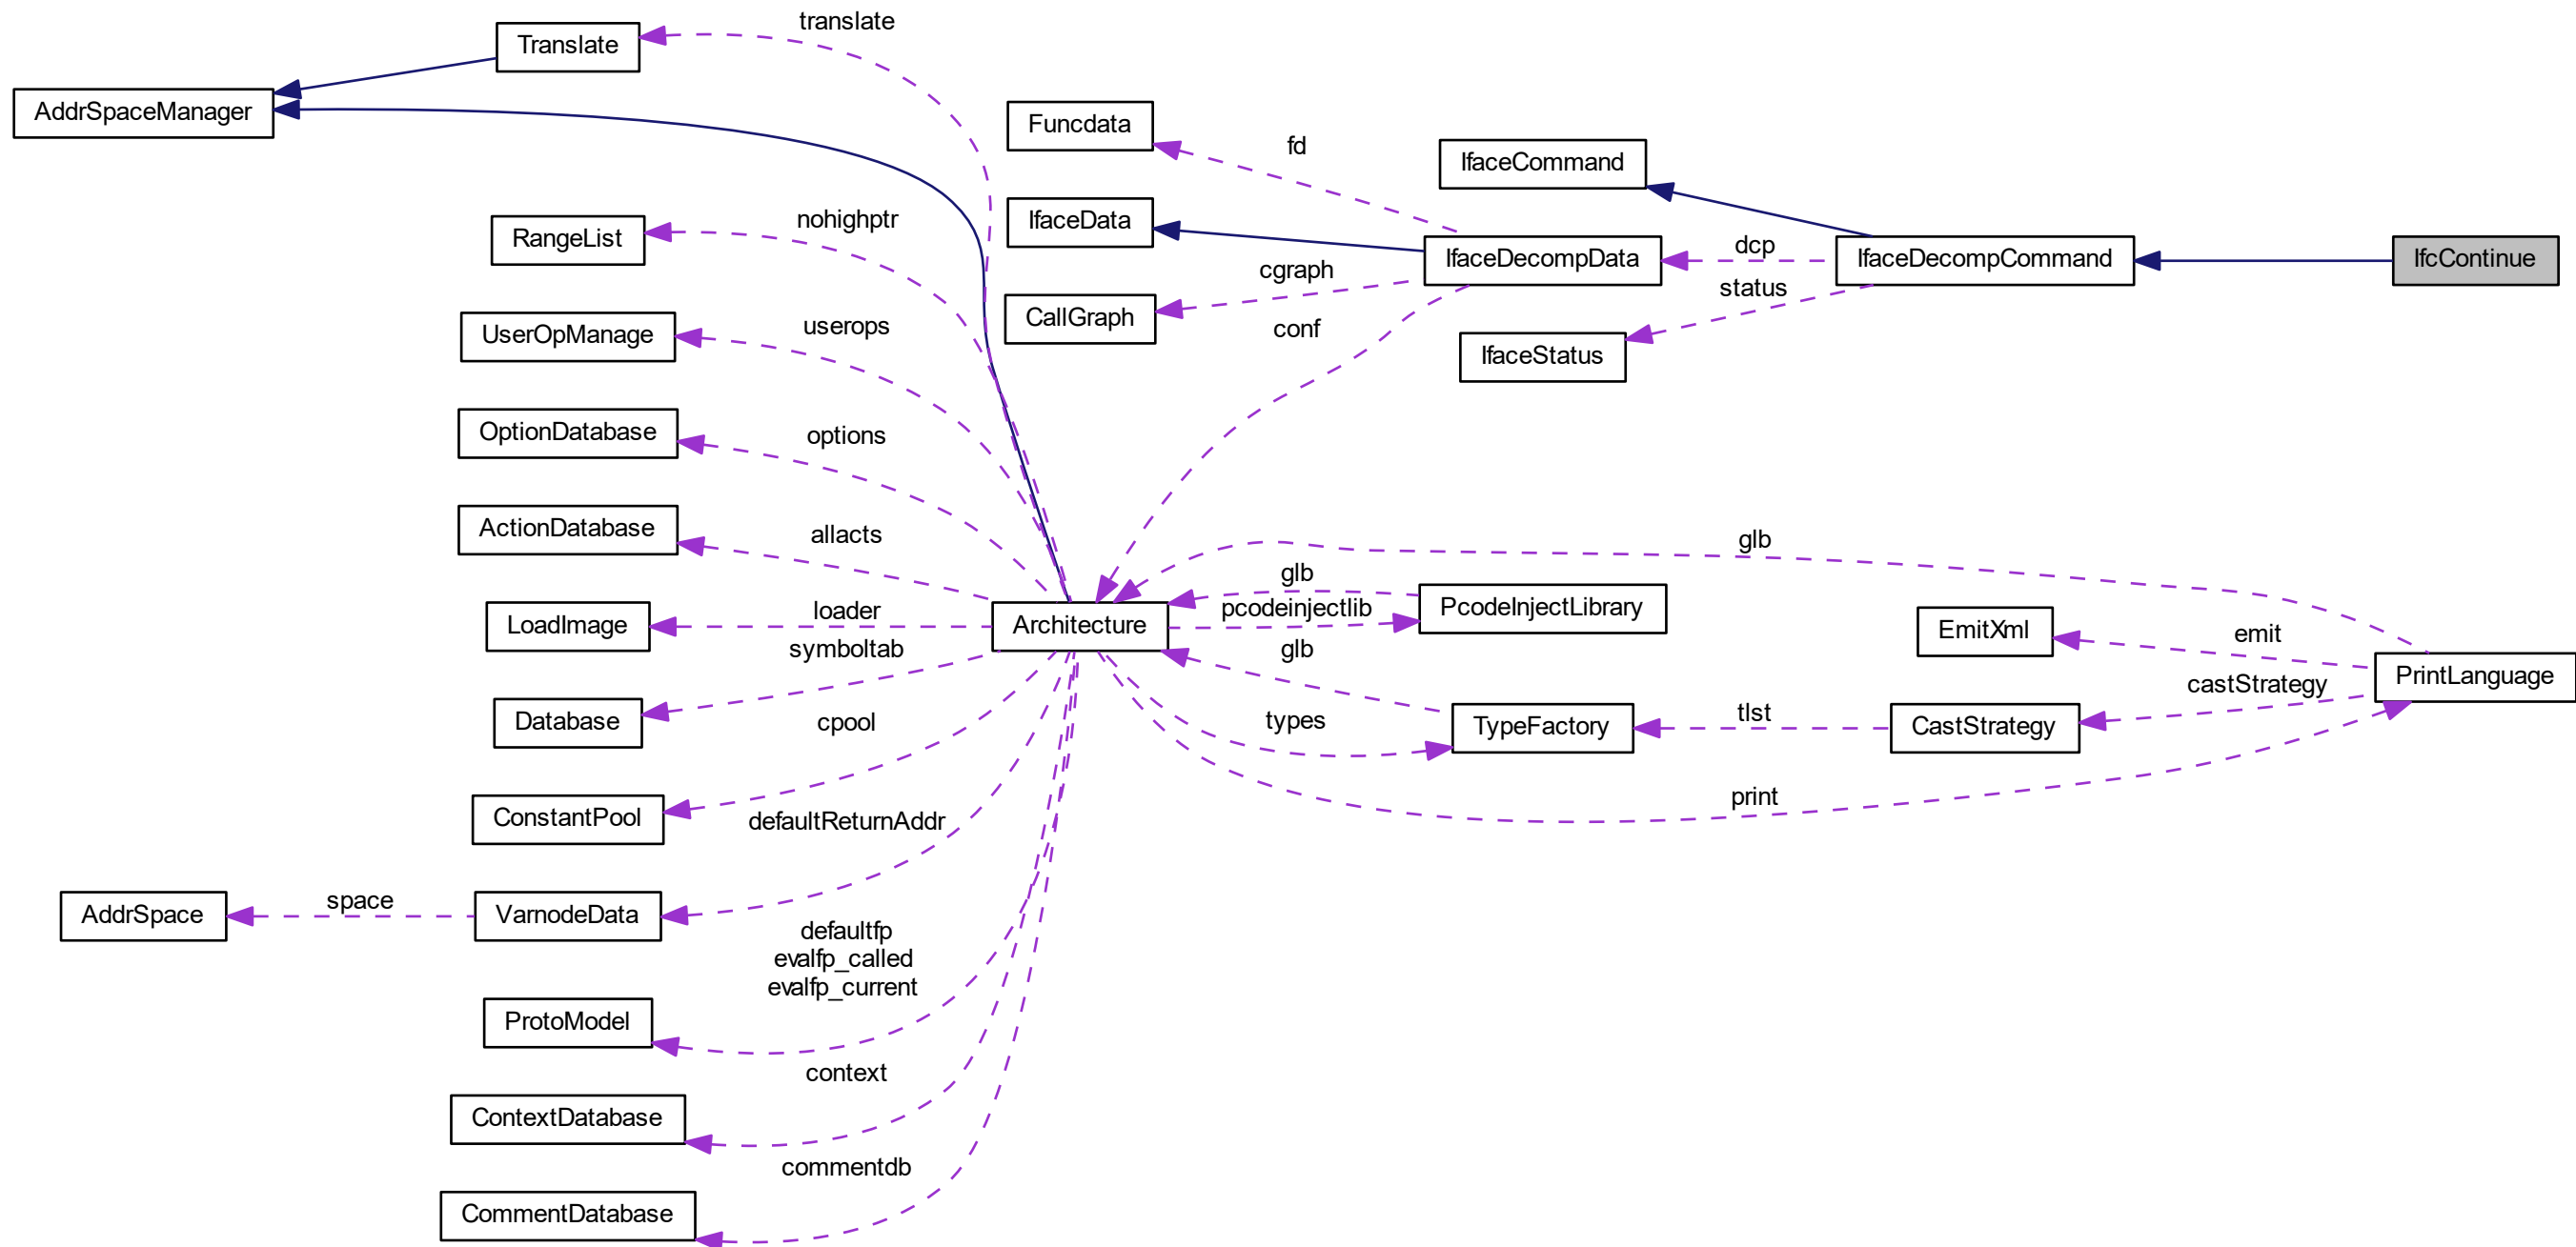 translate
Translate
AddrSpaceManager
Funcdata
fd
IfaceCommand
nohighptr
RangeList
IfaceData
IfaceDecompData
dcp
IfaceDecompCommand
IfcContinue
cgraph
status
CallGraph
conf
userops
UserOpManage
IfaceStatus
options
OptionDatabase
allacts
ActionDatabase
glb
glb
loader
LoadImage
Architecture
pcodeinjectlib
PcodeInjectLibrary
EmitXml
emit
symboltab
glb
PrintLanguage
castStrategy
Database
cpool
types
TypeFactory
tlst
CastStrategy
print
ConstantPool
defaultReturnAddr
AddrSpace
space
VarnodeData
defaultfp
evalfp_called
evalfp_current
ProtoModel
context
ContextDatabase
commentdb
CommentDatabase